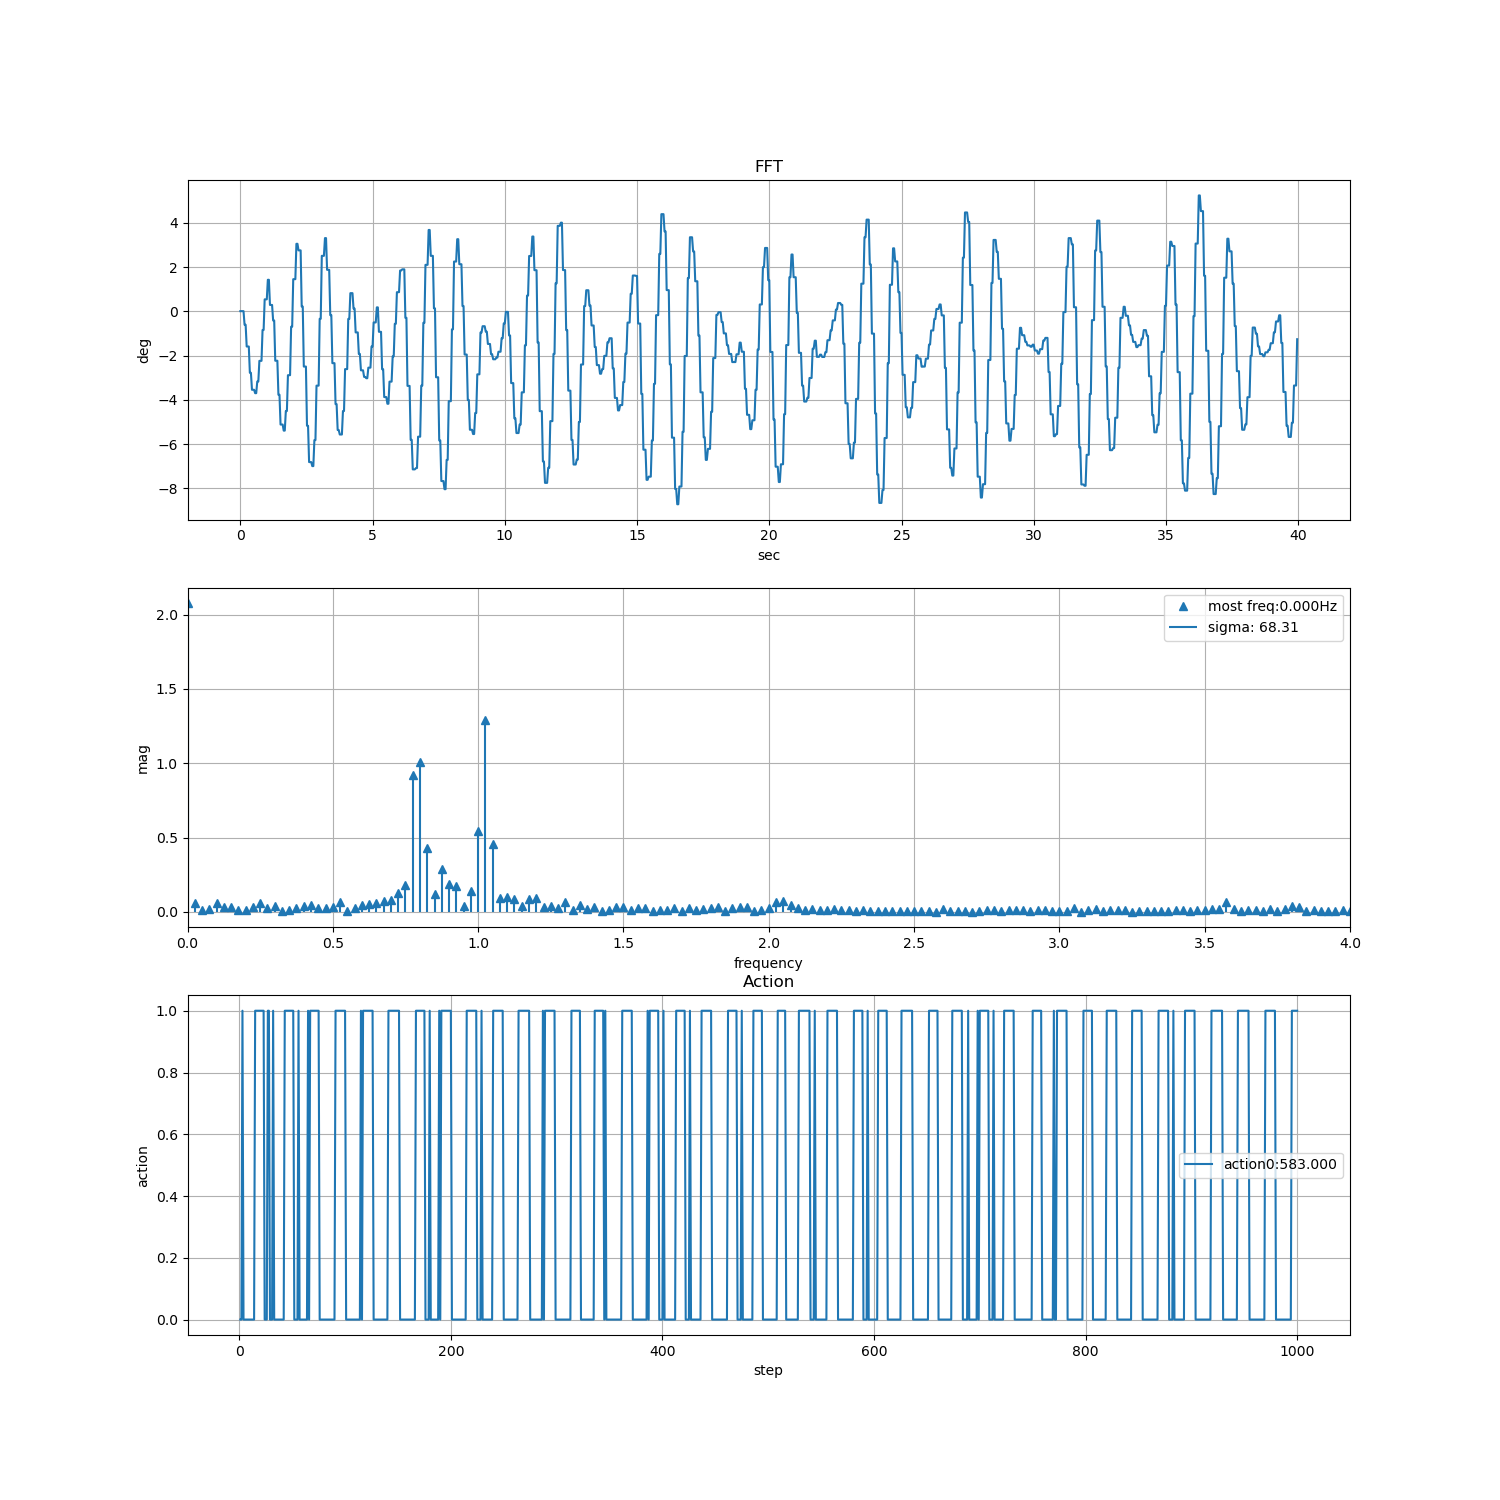 FFT
4
2
0
−2
−4
−6
−8
deg
0 5 10 15 20 25 30 35 40
sec
2.0
1.5
1.0
0.5
0.0
mag
most freq:0.000Hz
sigma: 68.31
0.0 0.5 1.0 1.5 2.0 2.5 3.0 3.5 4.0
frequency
Action
1.0
0.8
0.6
0.4
0.2
0.0
action
action0:583.000
0 200 400 600 800 1000
step